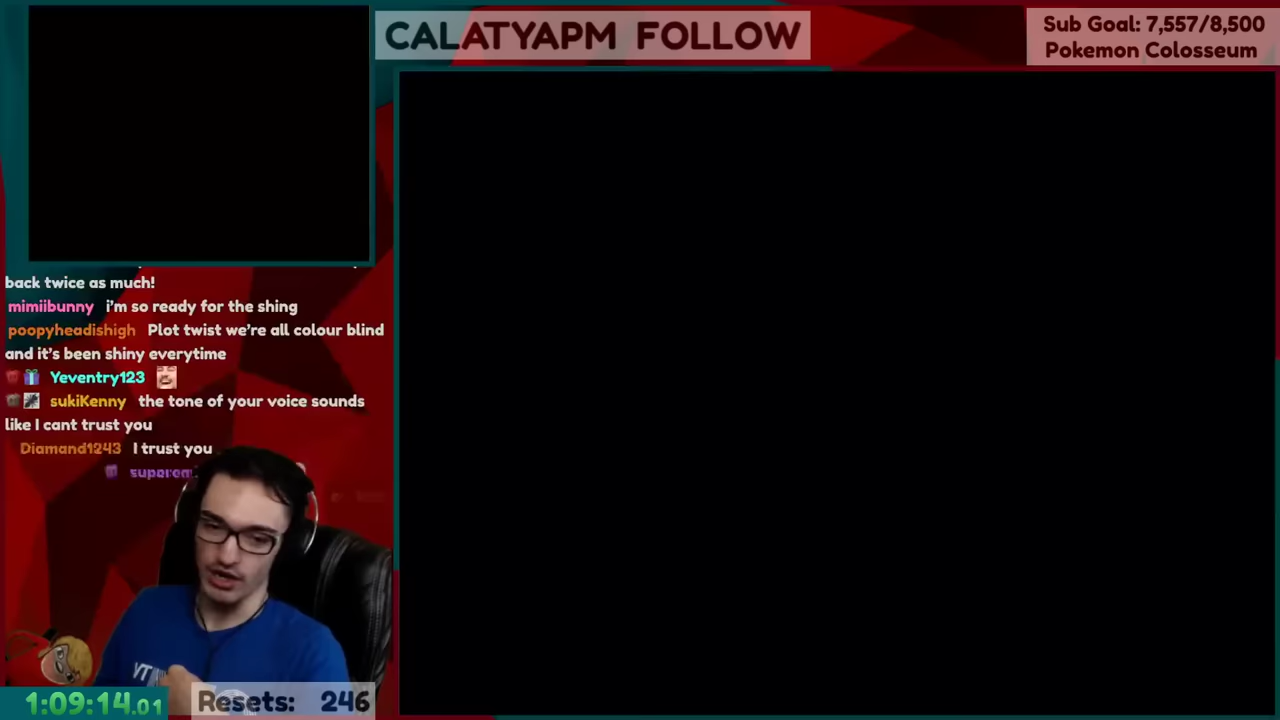 CALATYAPM FOLLOW
Sub Goal: 7,557/8,500
Pokemon Colosseum
back twice as much!
mimiibunny i'm so ready for the shing
poopyheadishigh Plot twist we're all colour blind
and it's been shiny everytime
Yeventry123
sukiKenny the tone of your voice sounds
like I cant trust you
Diamand1243 I trust you
YT
1:09:14.01
Resets: 246